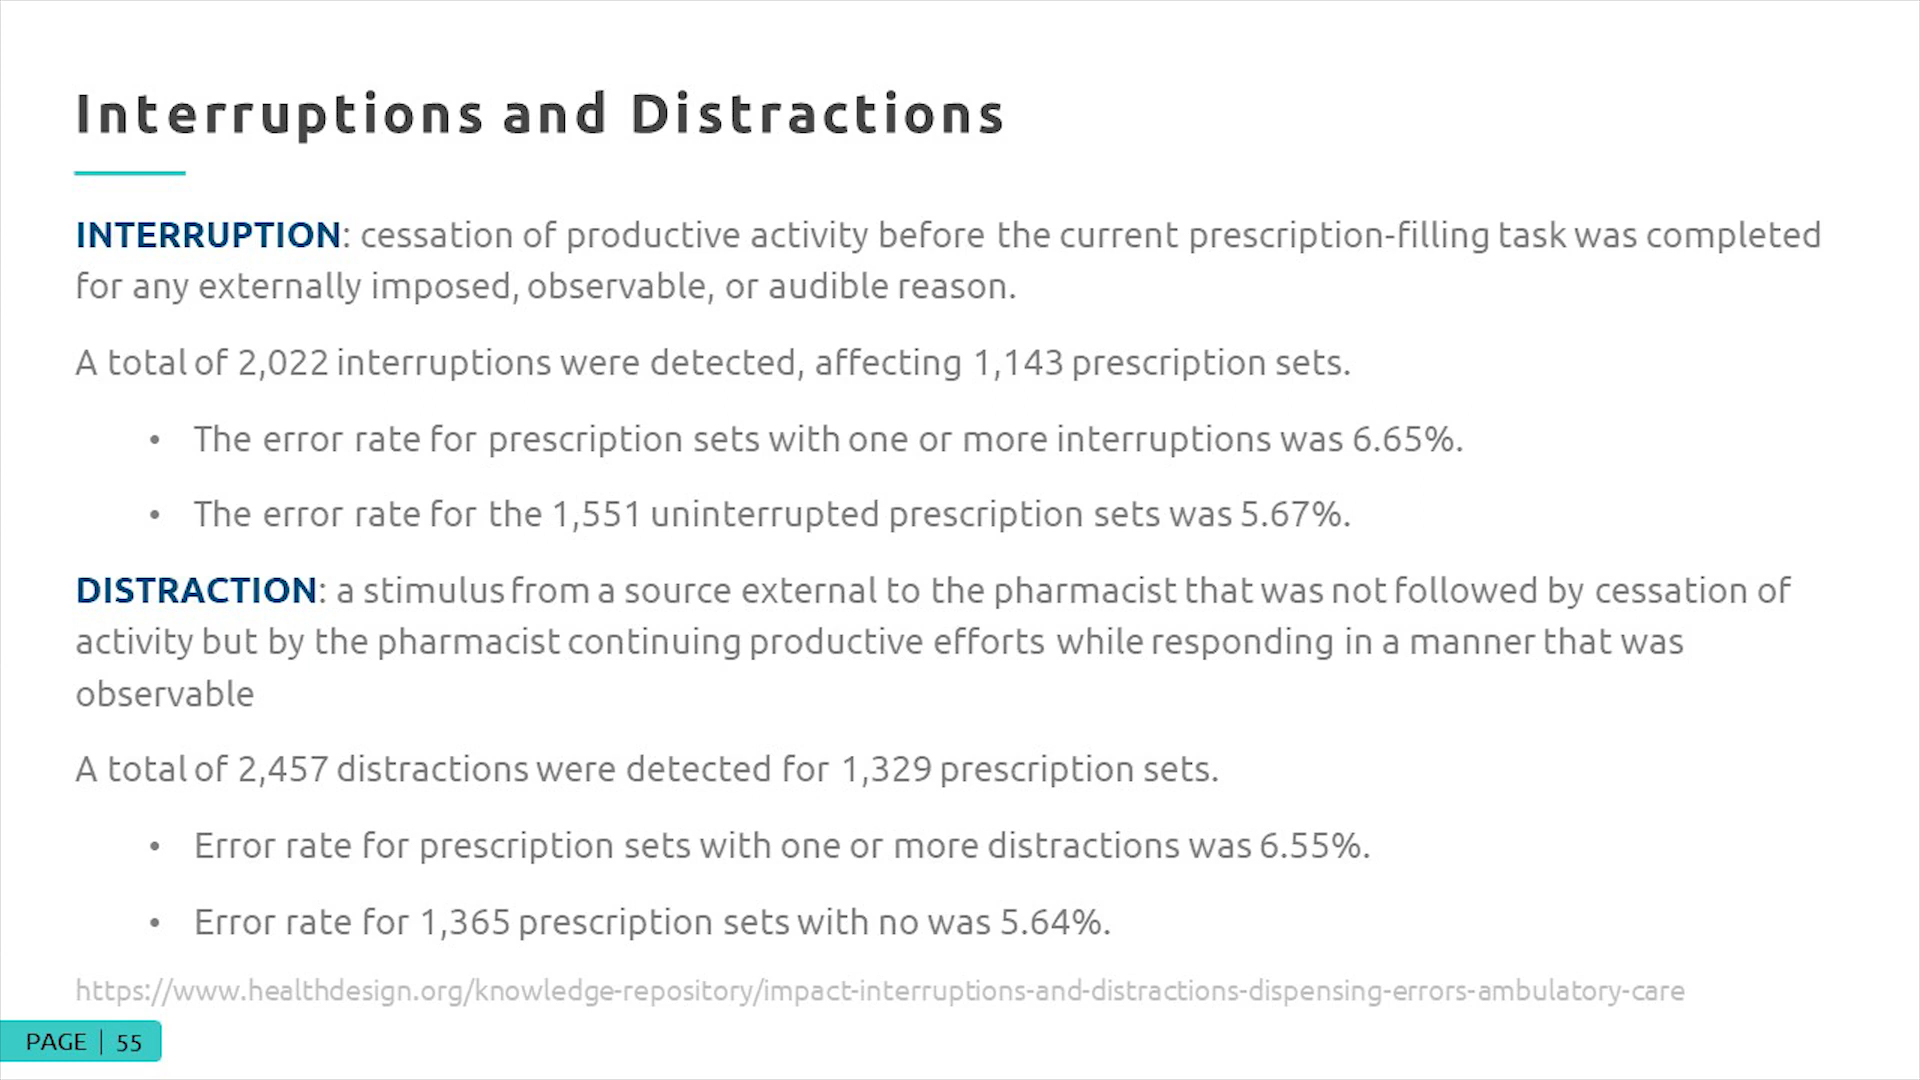 Interruptions and Distractions
INTERRUPTION: cessation of productive activity before the current prescription-filling task was completed
for any externally imposed, observable, or audible reason.
A total of 2,022 interruptions were detected, affecting 1,143 prescription sets.
• The error rate for prescription sets with one or more interruptions was 6.65%.
• The error rate for the 1,551 uninterrupted prescription sets was 5.67%.
DISTRACTION: a stimulus from a source external to the pharmacist that was not followed by cessation of
activity but by the pharmacist continuing productive efforts while responding in a manner that was
observable
A total of 2,457 distractions were detected for 1,329 prescription sets.
• Error rate for prescription sets with one or more distractions was 6.55%.
• Error rate for 1,365 prescription sets with no was 5.64%.
https://www.healthdesign.org/knowledge-repository/impact-interruptions-and-distractions-dispensing-errors-ambulatory-care
PAGE | 55